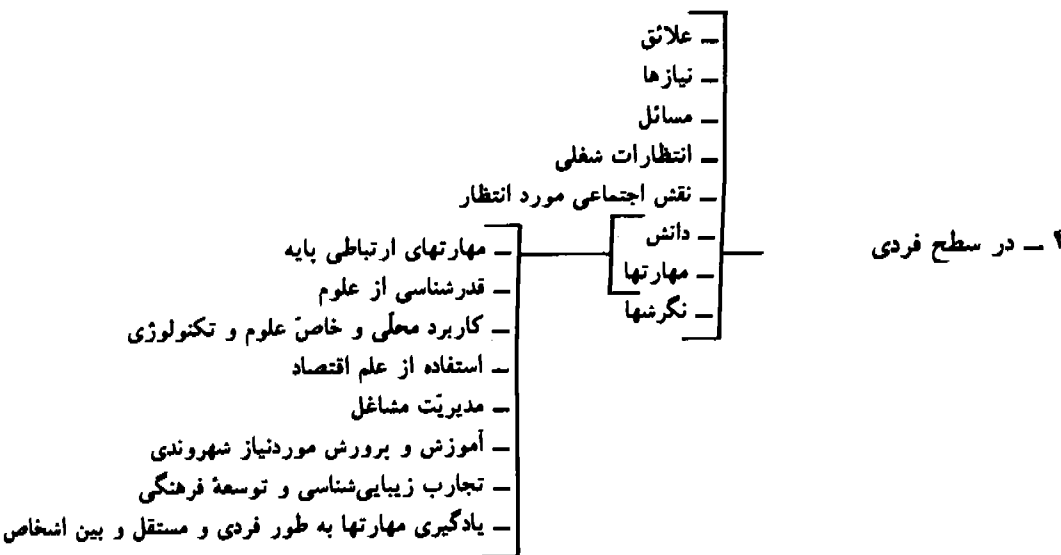 ۴ – در سطح فردی
– علائق
– نیازها
– مسائل
– انتظارات شغلی
– نقش اجتماعی مورد انتظار
– دانش
– مهارتها
– نگرشها
– مهارتهای ارتباطی پایه
– قدرشناسی از علوم
– کاربرد محلّی و خاصّ علوم و تکنولوژی
– استفاده از علم اقتصاد
– مدیریّت مشاغل
– آموزش و پرورش موردنیاز شهروندی
– تجارب زیبایی‌شناسی و توسعهٔ فرهنگی
– یادگیری مهارتها به طور فردی و مستقل و بین اشخاص